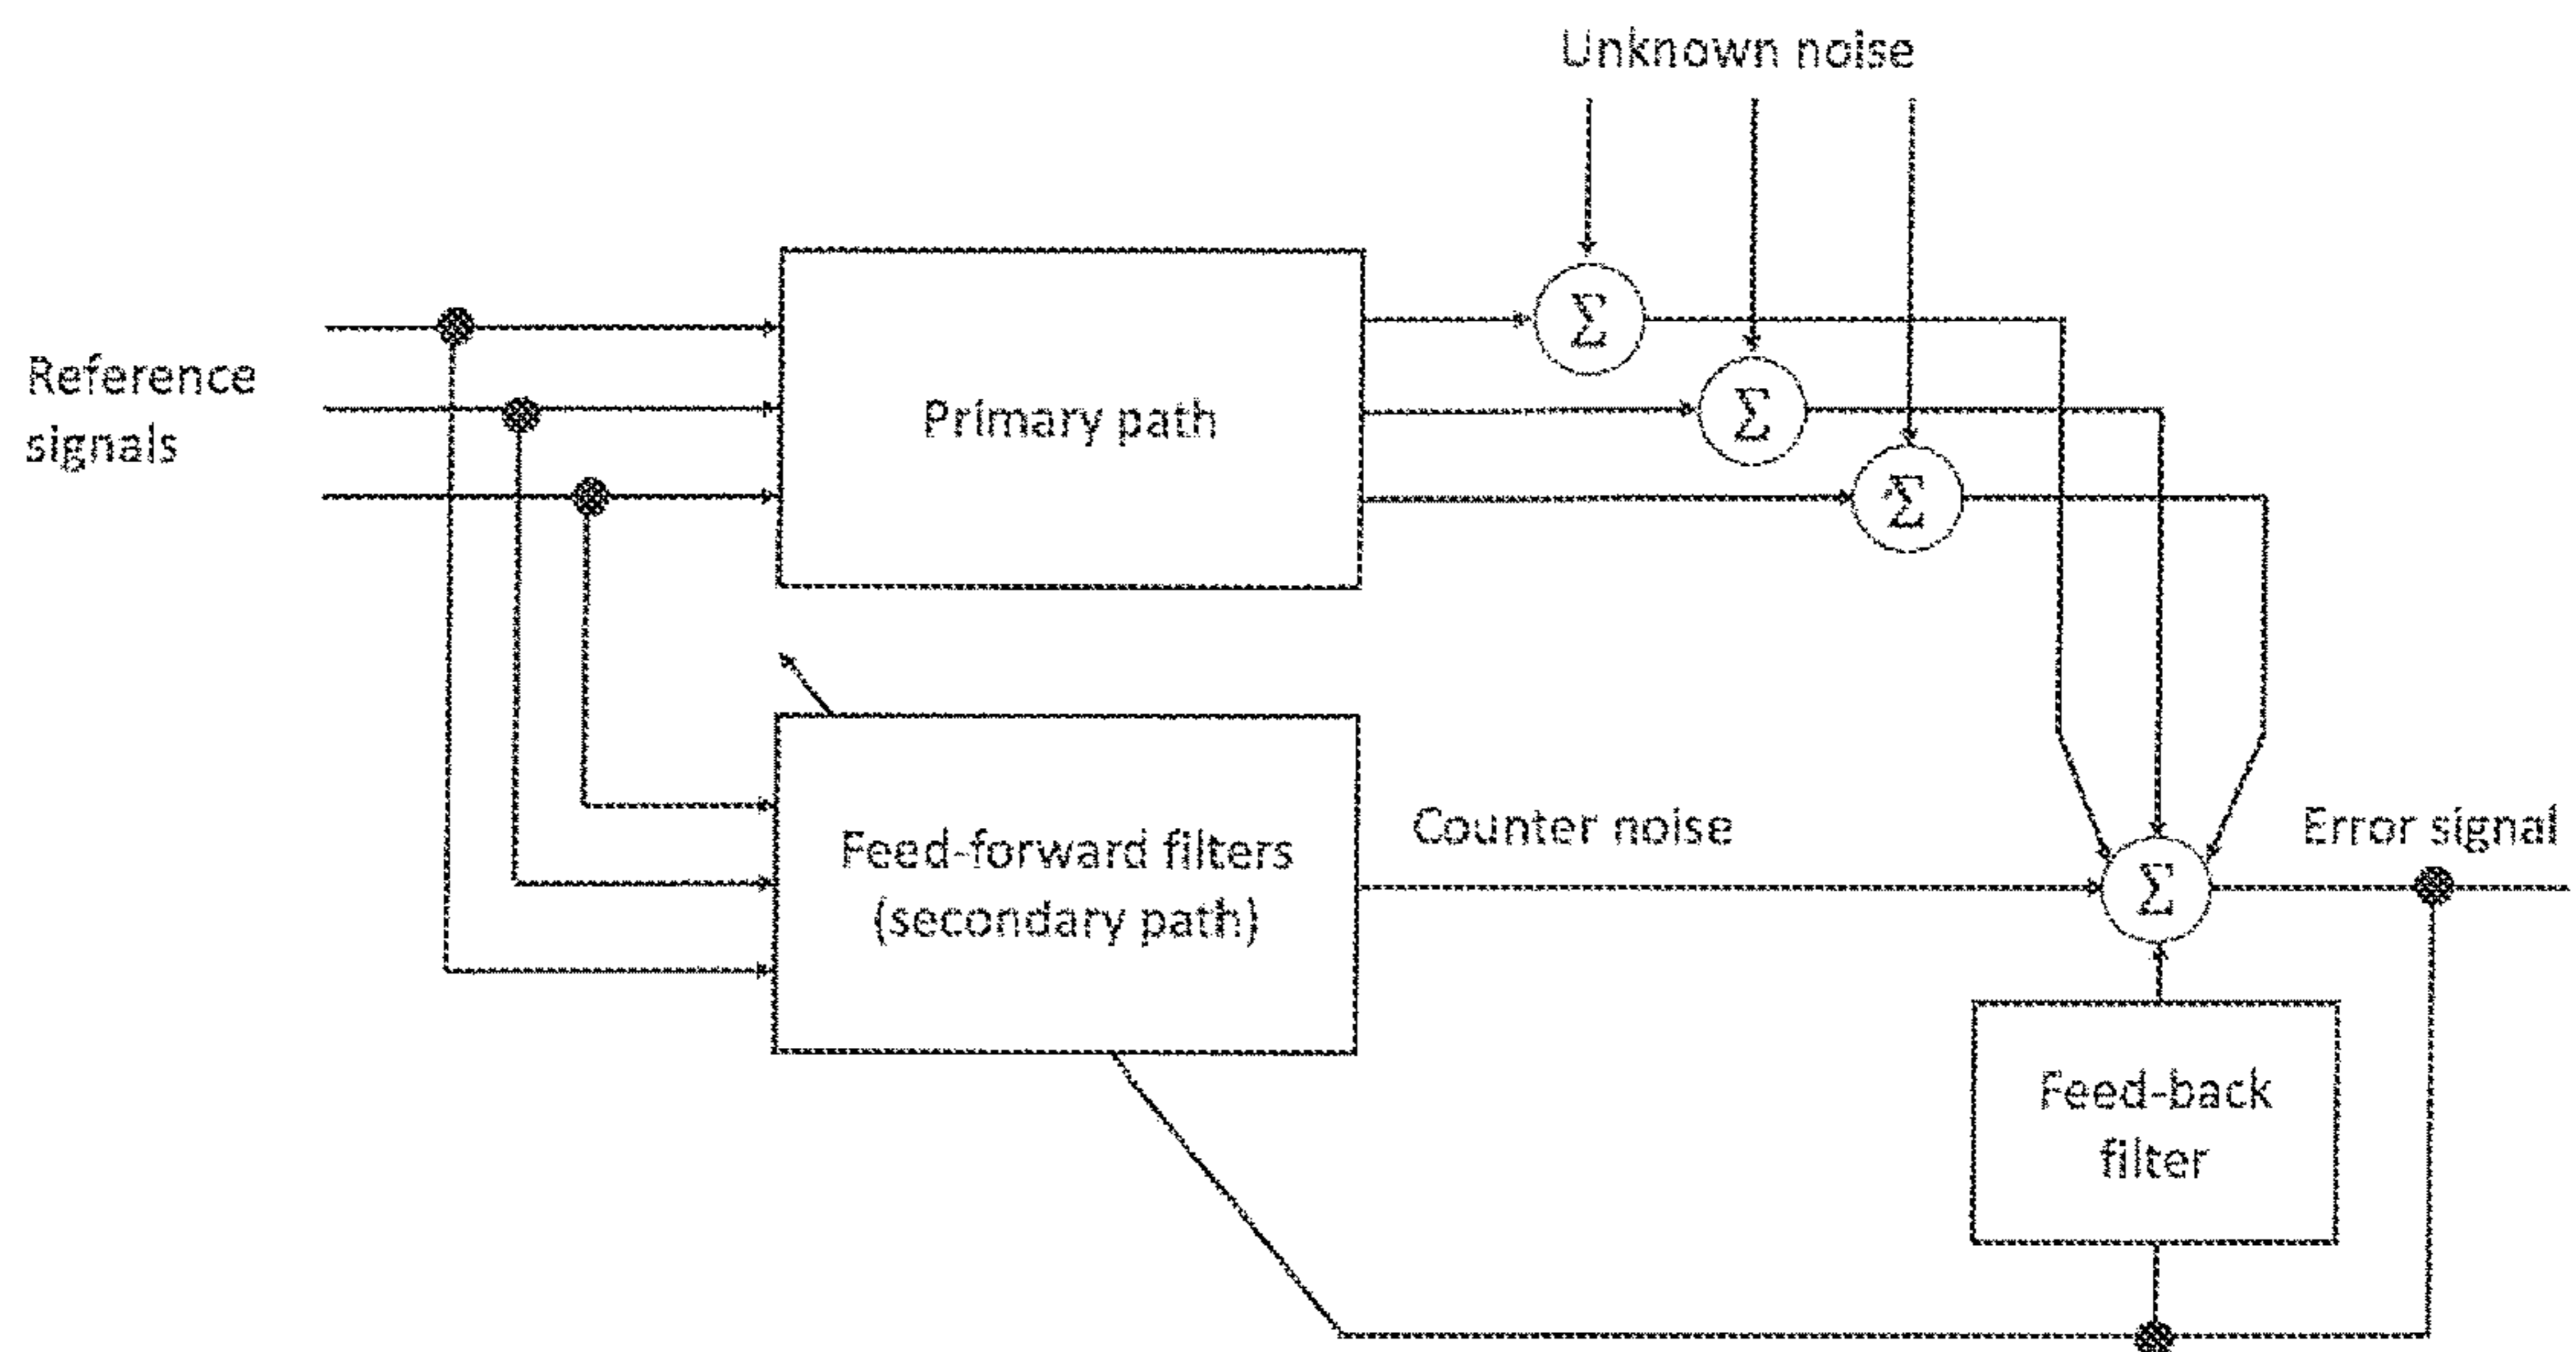 Unknown noise
Σ
Reference
signals
Primary path
Σ
Σ
Feed-forward filters
(secondary path)
Counter noise
Error signal
Σ
Feed-back
filter